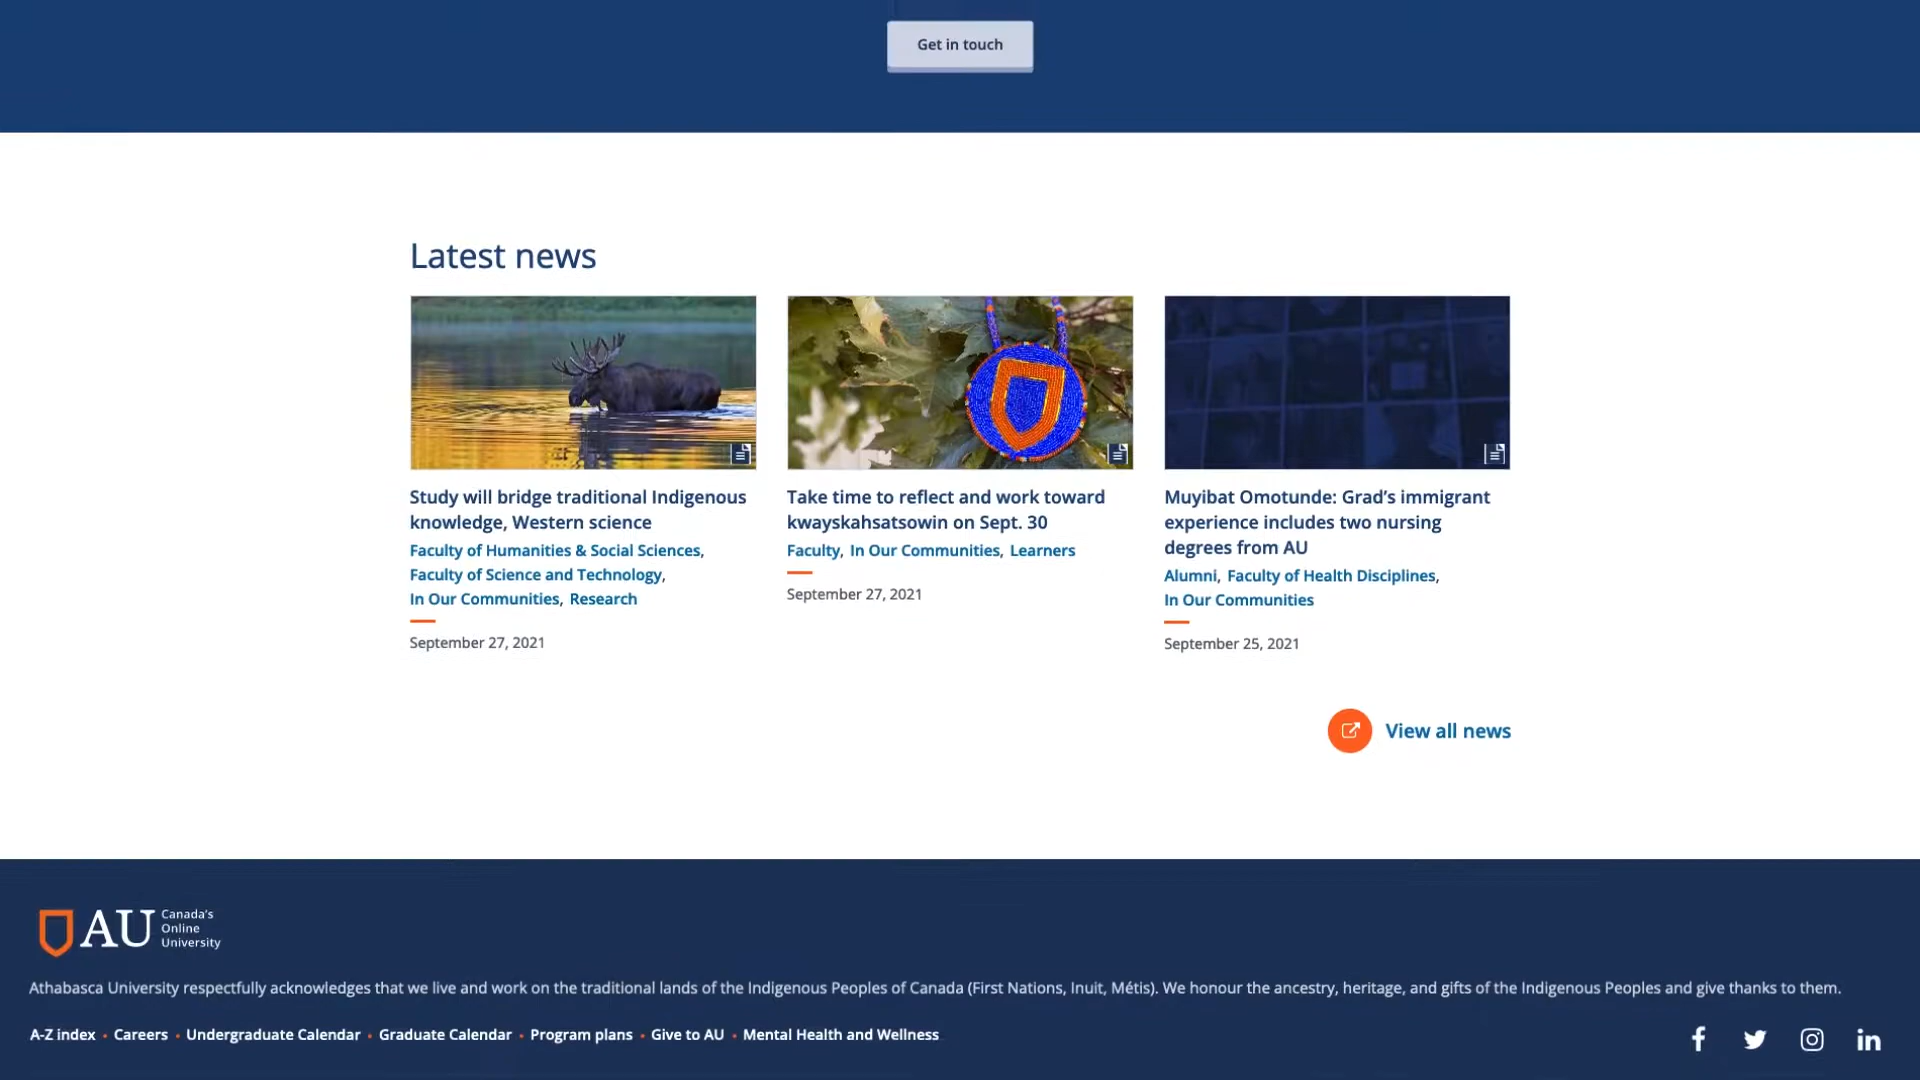 Get in touch
Latest news
Study will bridge traditional Indigenous
knowledge, Western science
Faculty of Humanities & Social Sciences,
Faculty of Science and Technology,
In Our Communities, Research
September 27, 2021
Take time to reflect and work toward
kwayskahsatsowin on Sept. 30
Faculty, In Our Communities, Learners
September 27, 2021
Muyibat Omotunde: Grad’s immigrant
experience includes two nursing
degrees from AU
Alumni, Faculty of Health Disciplines,
In Our Communities
September 25, 2021
View all news
AU
Canada's
Online
University
Athabasca University respectfully acknowledges that we live and work on the traditional lands of the Indigenous Peoples of Canada (First Nations, Inuit, Métis). We honour the ancestry, heritage, and gifts of the Indigenous Peoples and give thanks to them.
A-Z index • Careers • Undergraduate Calendar • Graduate Calendar • Program plans • Give to AU • Mental Health and Wellness